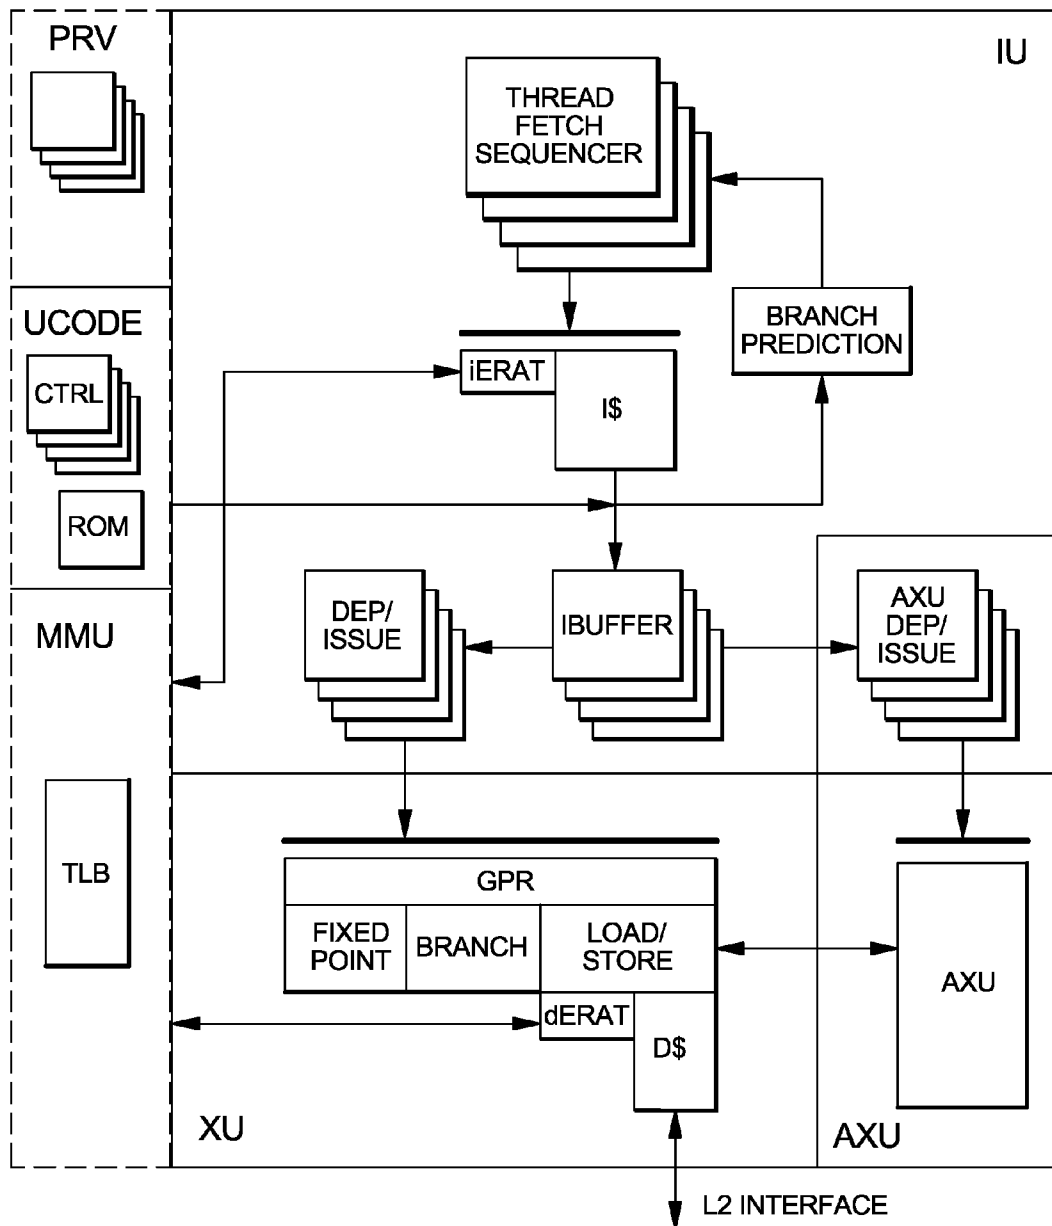 PRV
IU
THREAD
FETCH
SEQUENCER
UCODE
BRANCH
PREDICTION
CTRL
iERAT
I$
ROM
MMU
DEP/
ISSUE
IBUFFER
AXU
DEP/
ISSUE
TLB
GPR
FIXED
POINT
BRANCH
LOAD/
STORE
AXU
dERAT
D$
XU
AXU
L2 INTERFACE